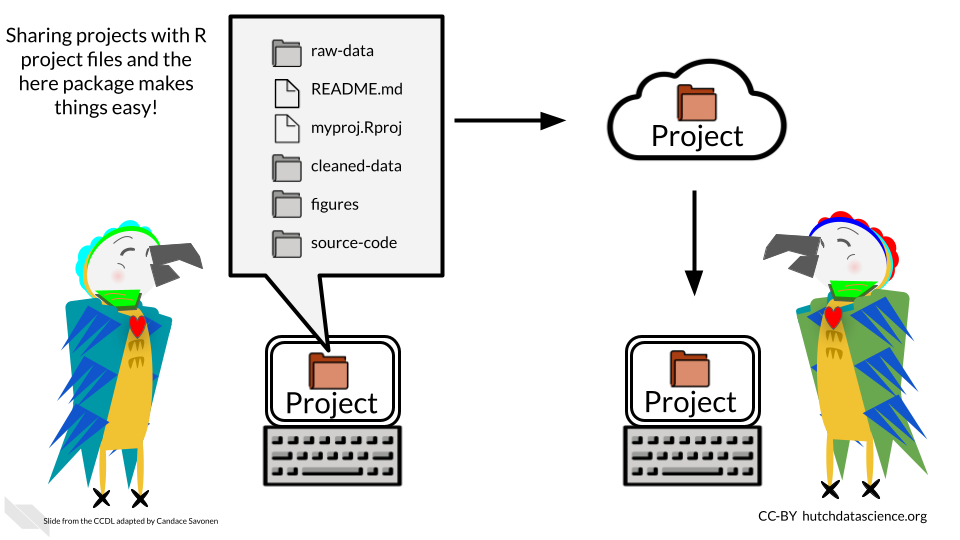 Sharing projects with R
project files and the
here package makes
things easy!
raw-data
README.md
myproj.Rproj
cleaned-data
figures
source-code
Project
Project
Project
Slide from the CCDL adapted by Candace Savonen
CC-BY hutchdatascience.org